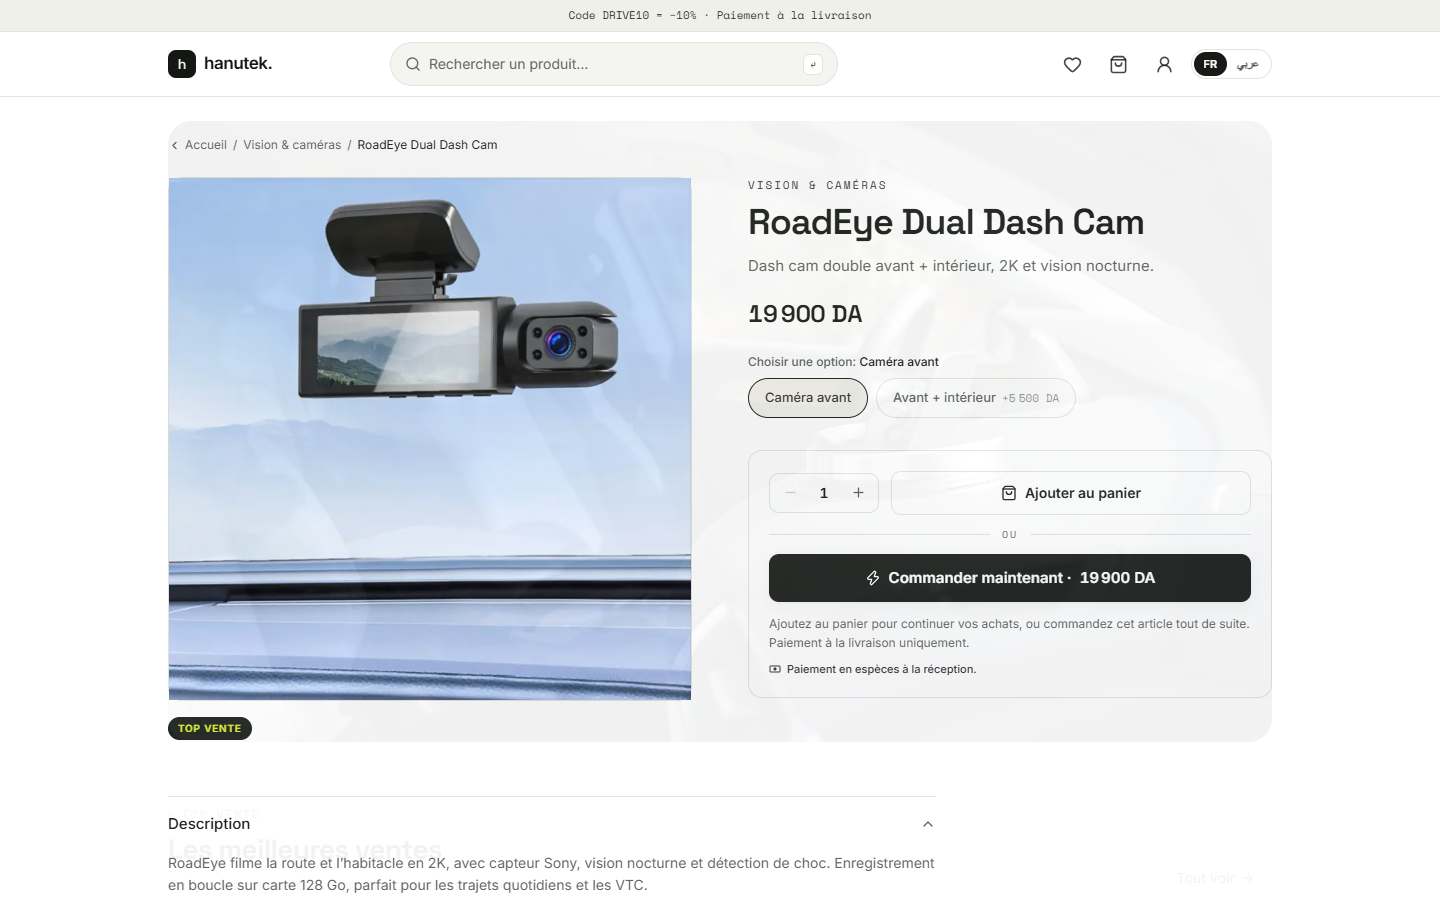 Code DRIVE10 = −10% · Paiement à la livraison
h hanutek.
Rechercher un produit...
FR عربي
Accueil / Vision & caméras / RoadEye Dual Dash Cam
VISION & CAMÉRAS
RoadEye Dual Dash Cam
Dash cam double avant + intérieur, 2K et vision nocturne.
19 900 DA
Choisir une option: Caméra avant
Caméra avant
Avant + intérieur +5 500 DA
1
Ajouter au panier
OU
Commander maintenant · 19 900 DA
Ajoutez au panier pour continuer vos achats, ou commandez cet article tout de suite.
Paiement à la livraison uniquement.
Paiement en espèces à la réception.
TOP VENTE
Description
Les meilleures ventes
RoadEye filme la route et l’habitacle en 2K, avec capteur Sony, vision nocturne et détection de choc. Enregistrement
en boucle sur carte 128 Go, parfait pour les trajets quotidiens et les VTC.
Tout voir →